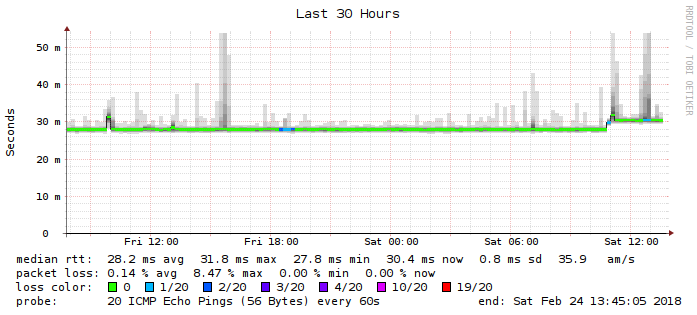 Last 30 Hours
RRDTOOL / TOBI OETIKER
Seconds
50 m
40 m
30 m
20 m
10 m
0
Fri 12:00 Fri 18:00 Sat 00:00 Sat 06:00 Sat 12:00
median rtt: 28.2 ms avg 31.8 ms max 27.8 ms min 30.4 ms now 0.8 ms sd 35.9 am/s
packet loss: 0.14 % avg 8.47 % max 0.00 % min 0.00 % now
loss color: 0 1/20 2/20 3/20 4/20 10/20 19/20
probe: 20 ICMP Echo Pings (56 Bytes) every 60s end: Sat Feb 24 13:45:05 2018